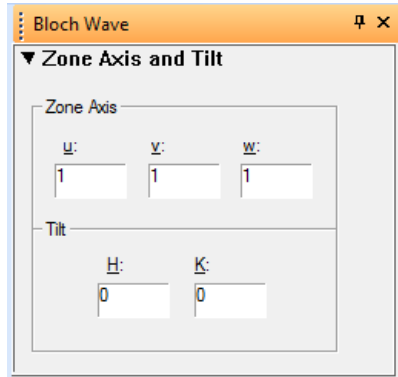 Bloch Wave
▼ Zone Axis and Tilt
Zone Axis
u: v: w:
1 1 1
Tilt
H: K:
0 0